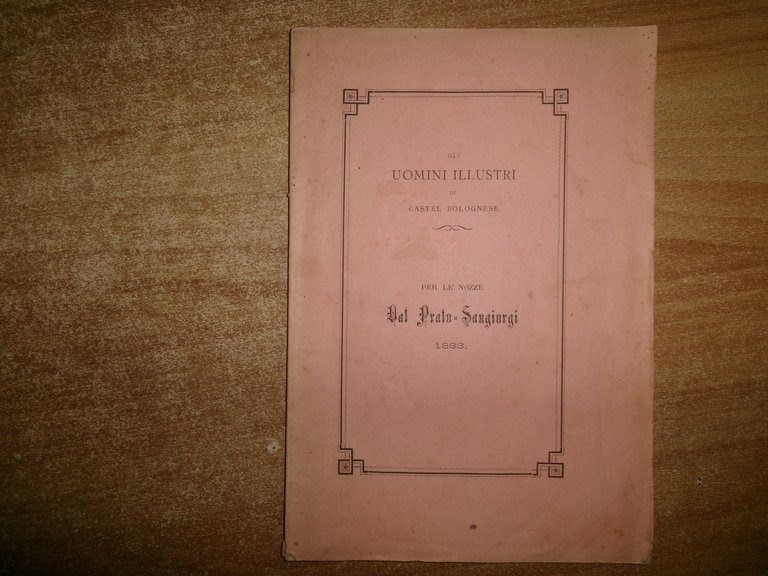 GLI
UOMINI ILLUSTRI
DI
CASTEL BOLOGNESE
PER LE NOZZE
Dal Prato-Sangiorgi
1883.